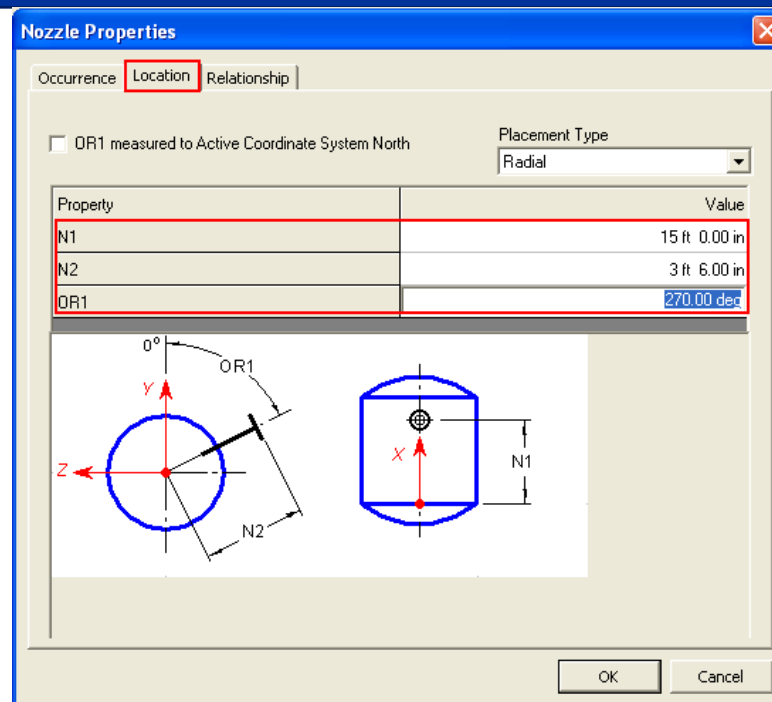 Nozzle Properties
Occurrence Location Relationship
OR1 measured to Active Coordinate System North
Placement Type
Radial
Property Value
N1 15 ft 0.00 in
N2 3 ft 6.00 in
OR1 270.00 deg
0°
OR1
Y
Z
N2
X
N1
OK Cancel